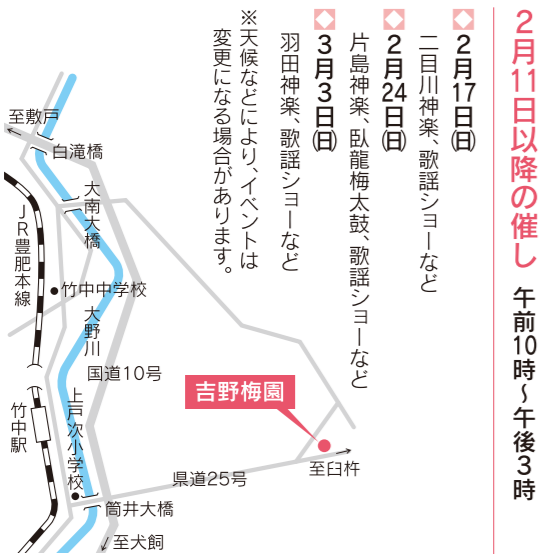 2月11日以降の催し 午前10時～午後3時
2月17日(日)
二目川神楽、歌謡ショーなど
2月24日(日)
片島神楽、臥龍梅太鼓、歌謡ショーなど
3月3日(日)
羽田神楽、歌謡ショーなど
※天候などにより、イベントは
変更になる場合があります。
至敷戸
白滝橋
大南大橋
JR豊肥本線
竹中中学校
大野川
国道10号
吉野梅園
竹中駅
上戸次小学校
至臼杵
県道25号
筒井大橋
至犬飼